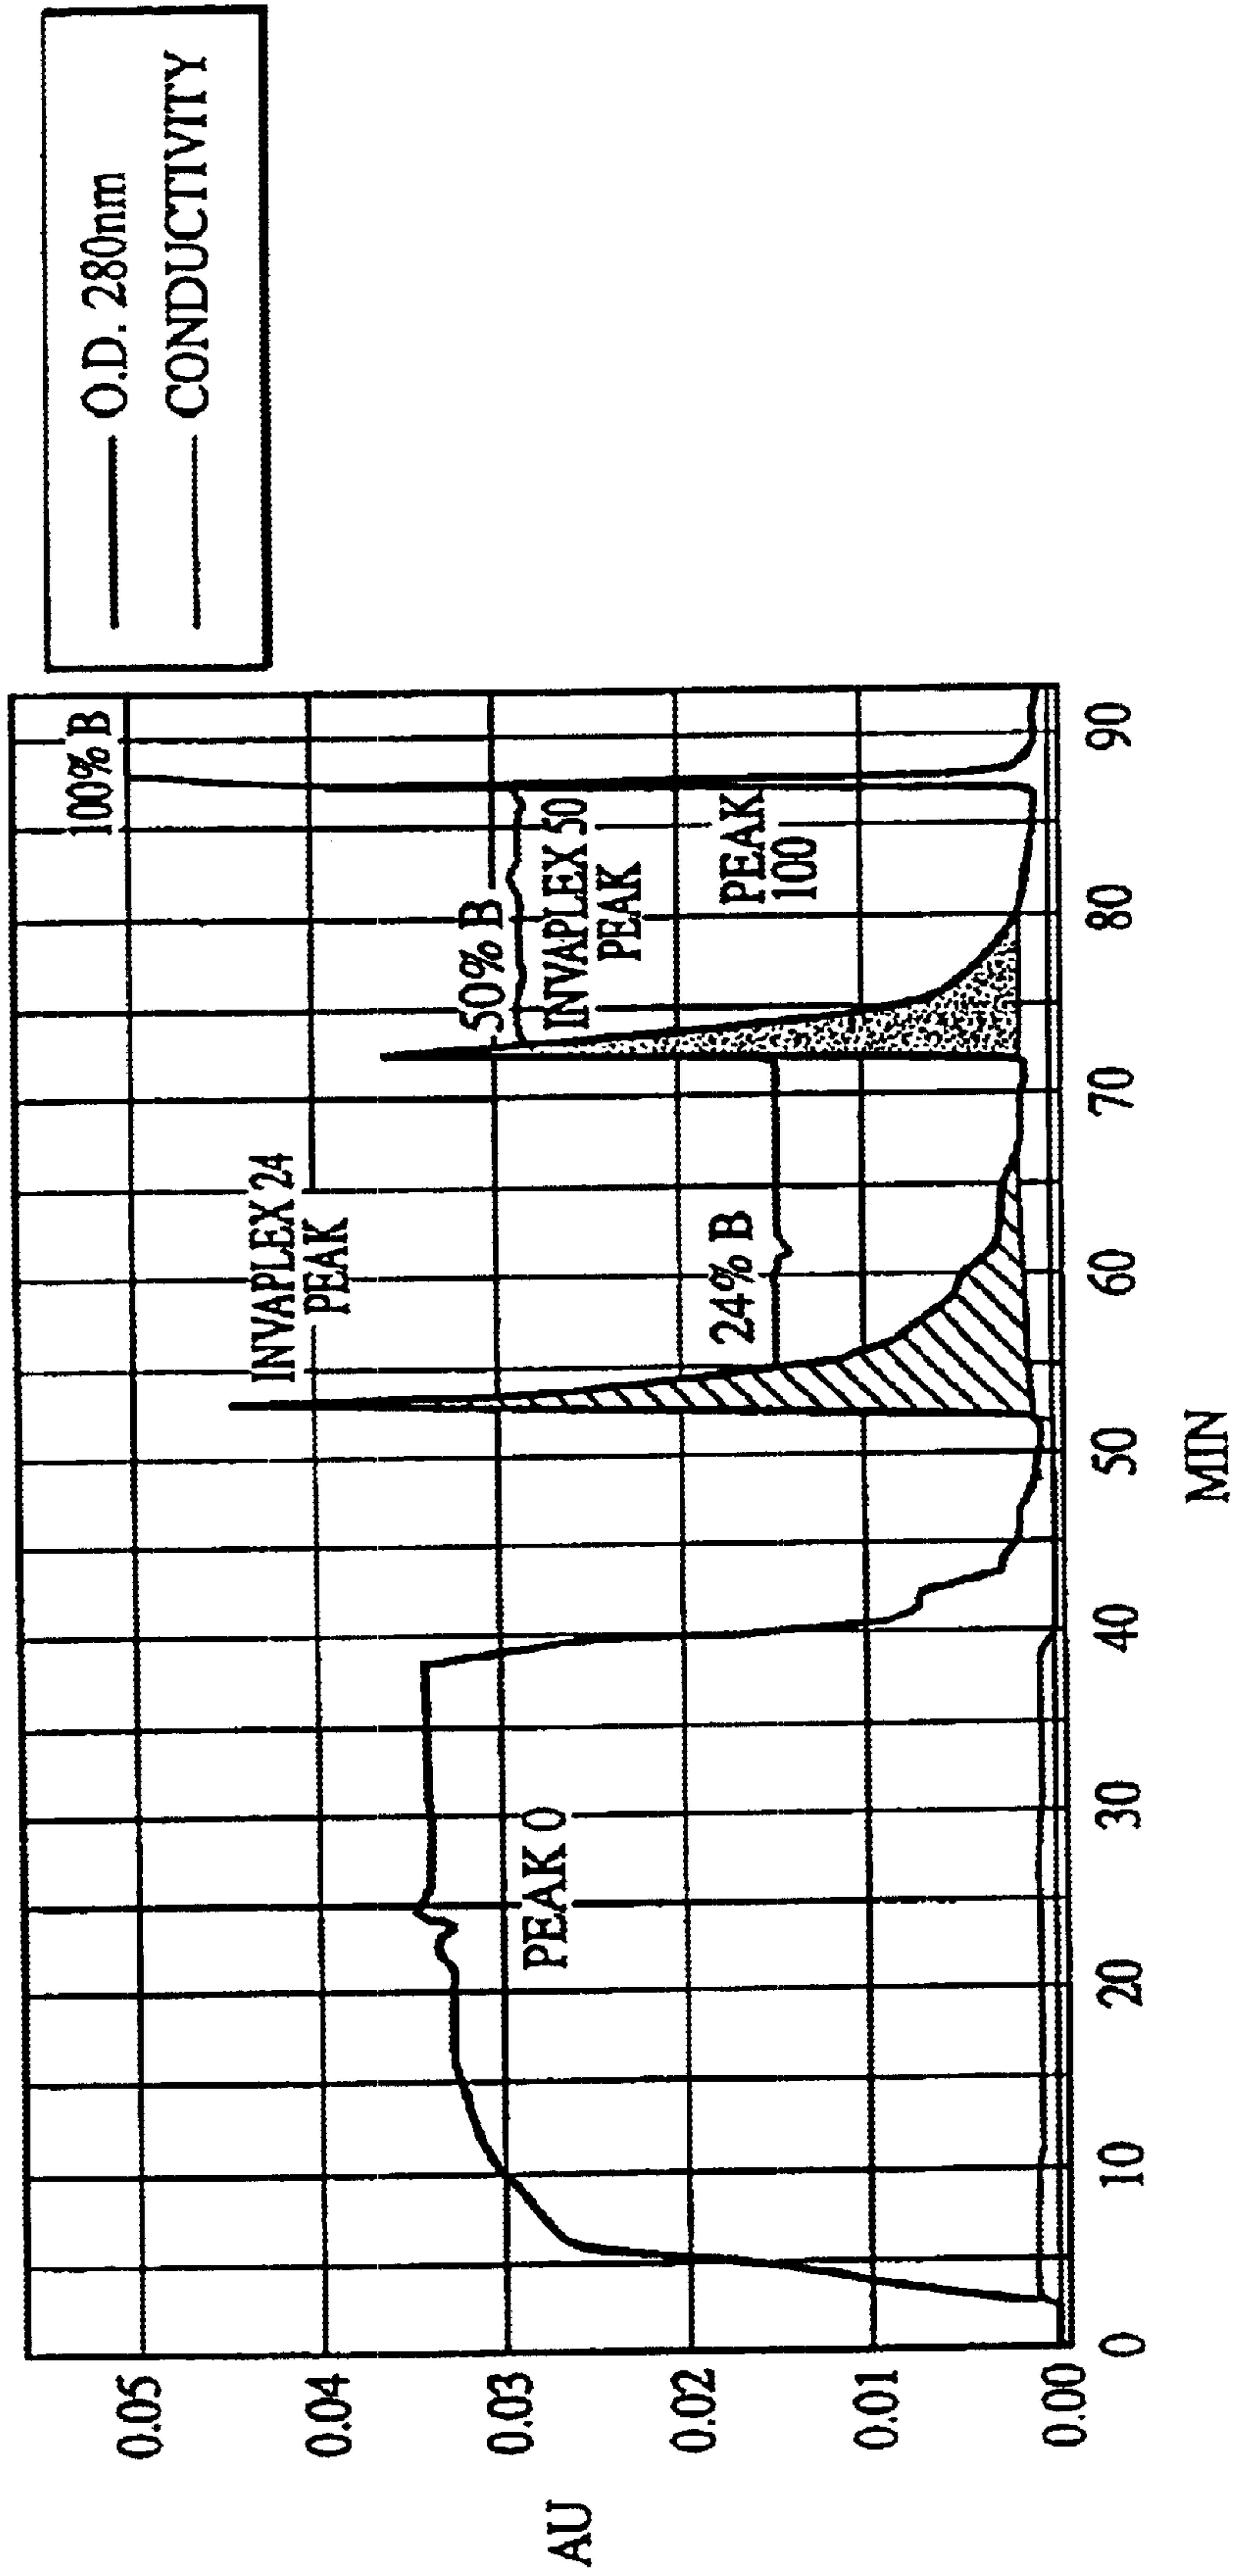 O.D. 280nm
CONDUCTIVITY
AU
0.05
0.04
0.03
0.02
0.01
0.00
100% B
INVAPLEX 24
PEAK
50% B
INVAPLEX 50
PEAK
PEAK 0
24% B
PEAK
100
0
10
20
30
40
50
60
70
80
90
MIN